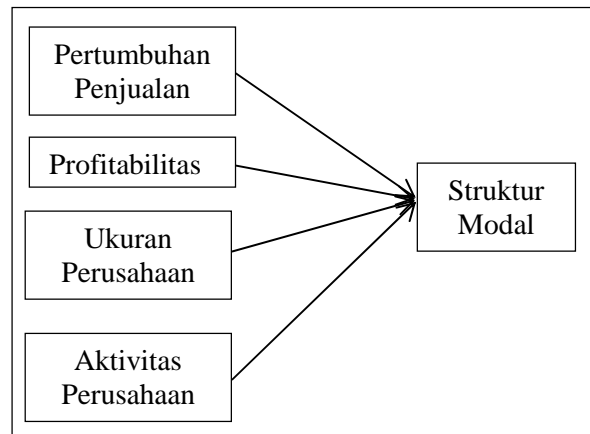 Pertumbuhan
Penjualan
Profitabilitas
Ukuran
Perusahaan
Aktivitas
Perusahaan
Struktur
Modal